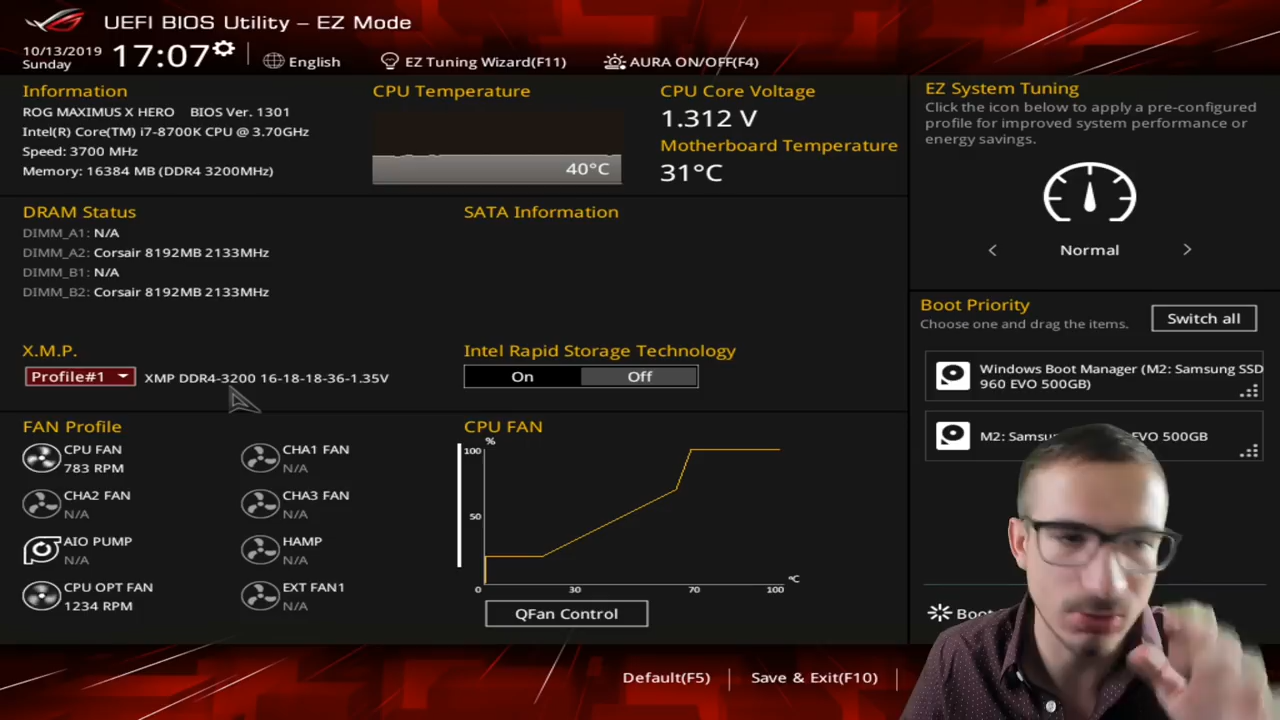 UEFI BIOS Utility – EZ Mode
10/13/2019
Sunday
17:07
English
EZ Tuning Wizard(F11)
AURA ON/OFF(F4)
Information
ROG MAXIMUS X HERO BIOS Ver. 1301
Intel(R) Core(TM) i7-8700K CPU @ 3.70GHz
Speed: 3700 MHz
Memory: 16384 MB (DDR4 3200MHz)
CPU Temperature
40°C
CPU Core Voltage
1.312 V
Motherboard Temperature
31°C
EZ System Tuning
Click the icon below to apply a pre-configured
profile for improved system performance or
energy savings.
Normal
DRAM Status
DIMM_A1: N/A
DIMM_A2: Corsair 8192MB 2133MHz
DIMM_B1: N/A
DIMM_B2: Corsair 8192MB 2133MHz
SATA Information
X.M.P.
Profile#1
XMP DDR4-3200 16-18-18-36-1.35V
Intel Rapid Storage Technology
On
Off
Boot Priority
Choose one and drag the items.
Switch all
Windows Boot Manager (M2: Samsung SSD
960 EVO 500GB)
M2: EVO 500GB
FAN Profile
CPU FAN
783 RPM
CHA1 FAN
N/A
CHA2 FAN
N/A
CHA3 FAN
N/A
AIO PUMP
N/A
HAMP
N/A
CPU OPT FAN
1234 RPM
EXT FAN1
N/A
CPU FAN
%
100
50
0
30
70
100
°C
QFan Control
Default(F5)
Save & Exit(F10)